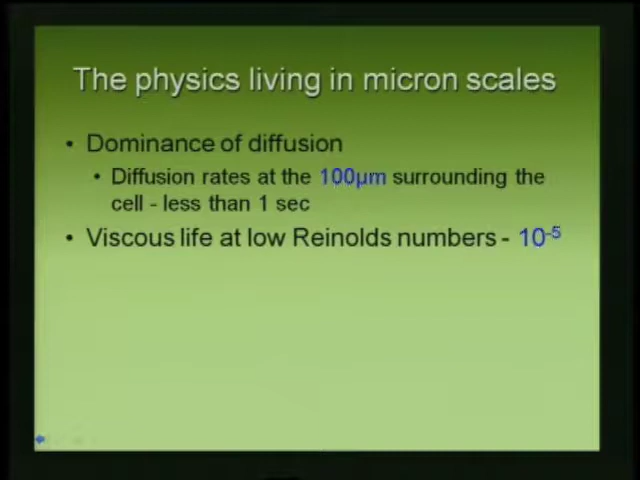 The physics living in micron scales
• Dominance of diffusion
• Diffusion rates at the 100µm surrounding the
cell - less than 1 sec
• Viscous life at low Reinolds numbers - 10⁻⁵